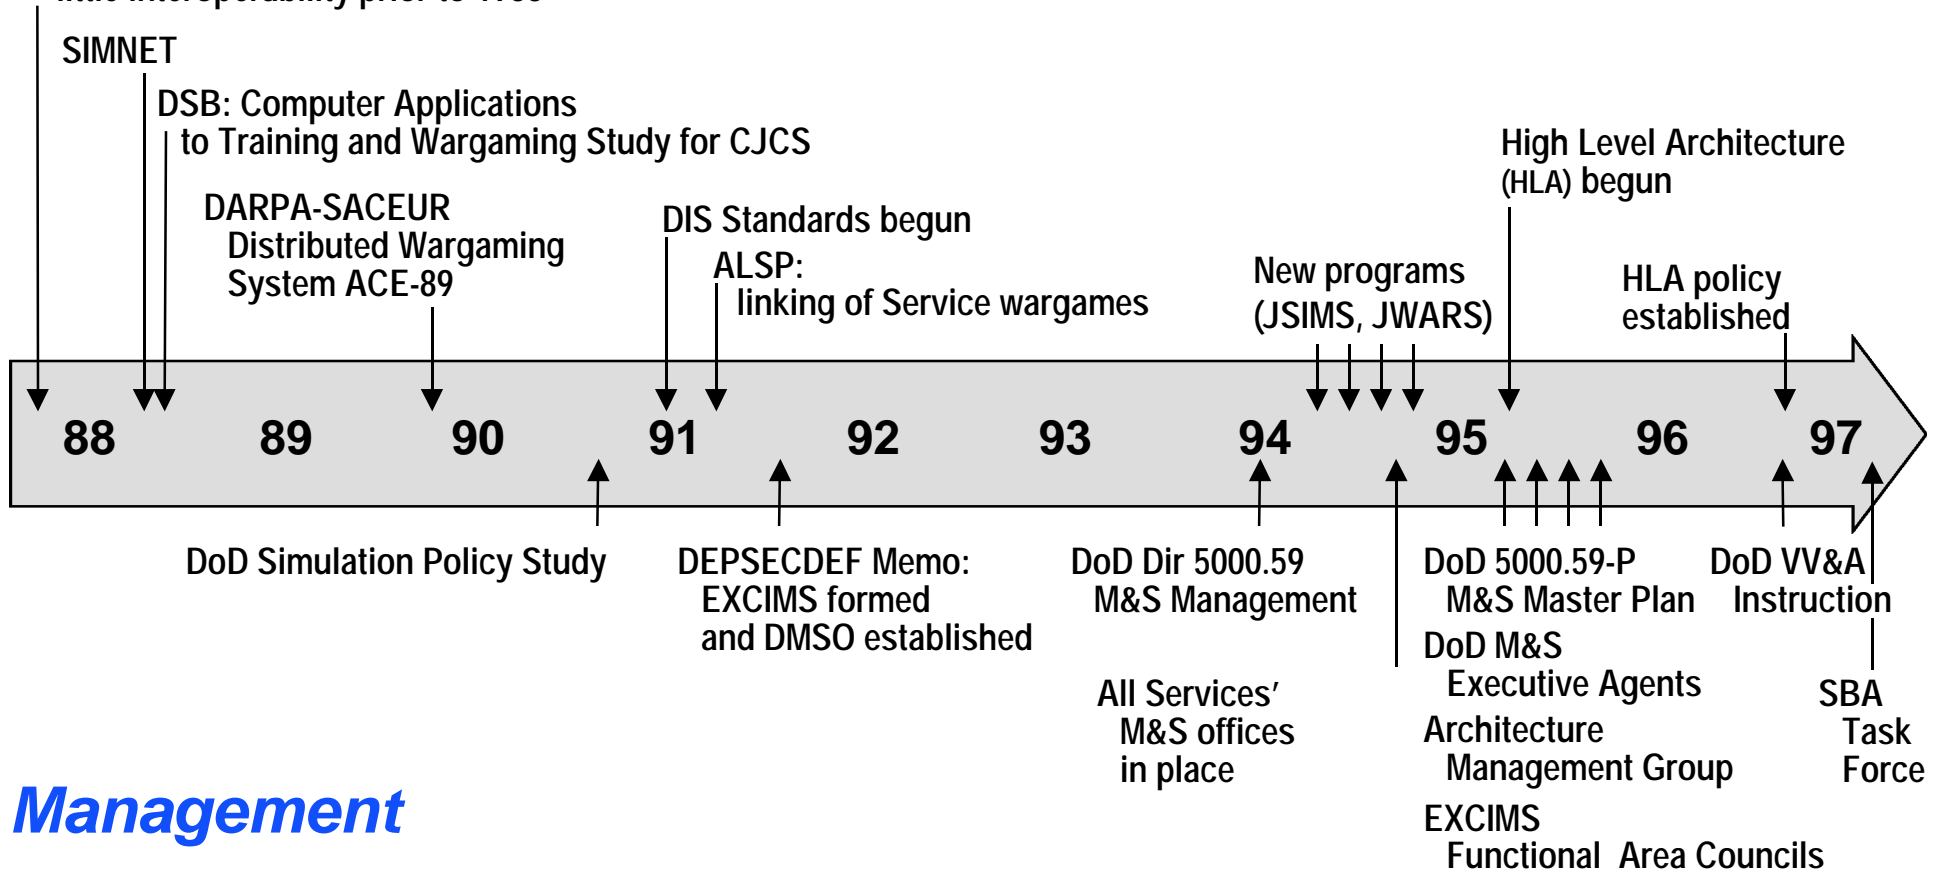 SIMNET
DSB: Computer Applications
to Training and Wargaming Study for CJCS
High Level Architecture
(HLA) begun
DARPA-SACEUR
Distributed Wargaming
System ACE-89
DIS Standards begun
ALSP:
linking of Service wargames
New programs
(JSIMS, JWARS)
HLA policy
established
88 89 90 91 92 93 94 95 96 97
DoD Simulation Policy Study
DEPSECDEF Memo:
EXCIMS formed
and DMSO established
DoD Dir 5000.59
M&S Management
All Services’
M&S offices
in place
DoD 5000.59-P
M&S Master Plan
DoD M&S
Executive Agents
Architecture
Management Group
EXCIMS
Functional Area Councils
DoD VV&A
Instruction
SBA
Task
Force
Management